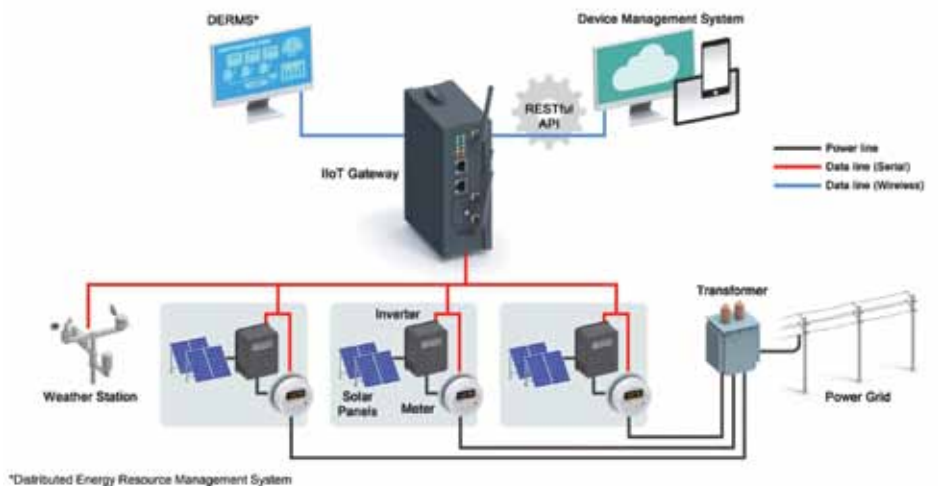 DERMS*
Device Management System
RESTful
API
IIoT Gateway
Power line
Data line (Serial)
Data line (Wireless)
Transformer
Inverter
Weather Station
Solar
Panels
Meter
Power Grid
*Distributed Energy Resource Management System